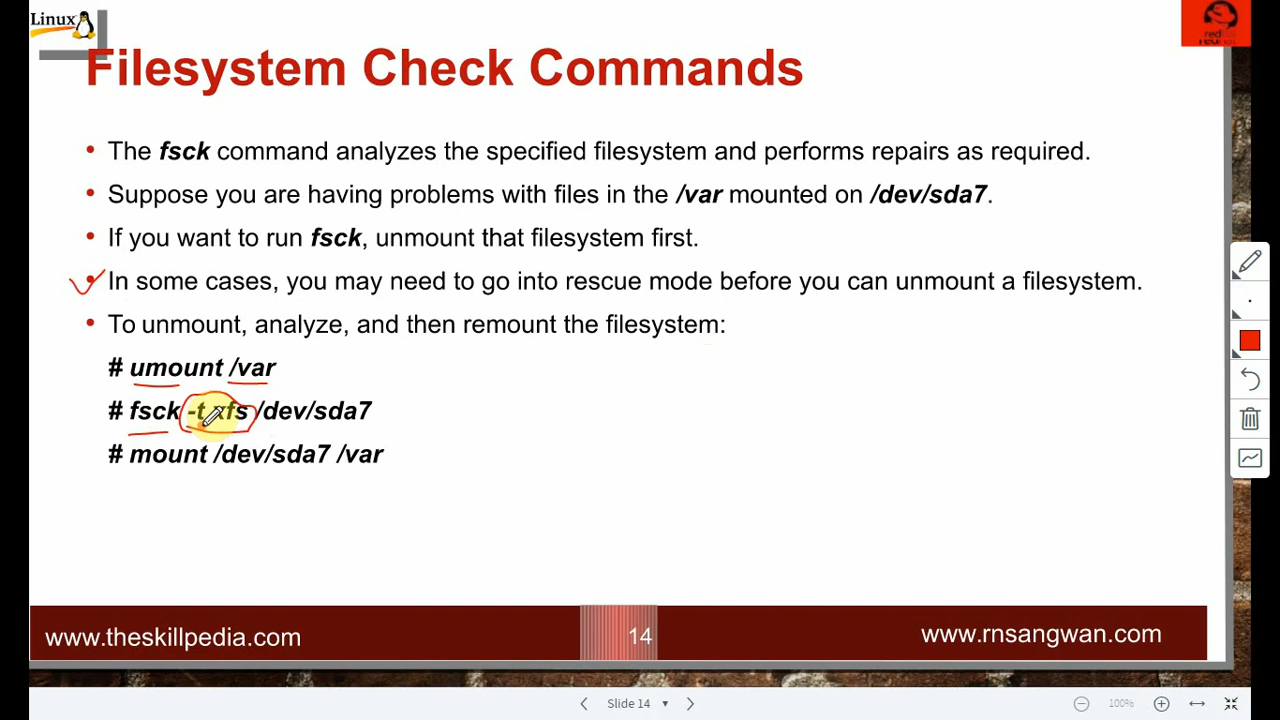 Linux
Filesystem Check Commands
• The fsck command analyzes the specified filesystem and performs repairs as required.
• Suppose you are having problems with files in the /var mounted on /dev/sda7.
• If you want to run fsck, unmount that filesystem first.
• In some cases, you may need to go into rescue mode before you can unmount a filesystem.
• To unmount, analyze, and then remount the filesystem:
# umount /var
# fsck -t xfs /dev/sda7
# mount /dev/sda7 /var
www.theskillpedia.com
14
www.rnsangwan.com
Slide 14
100%